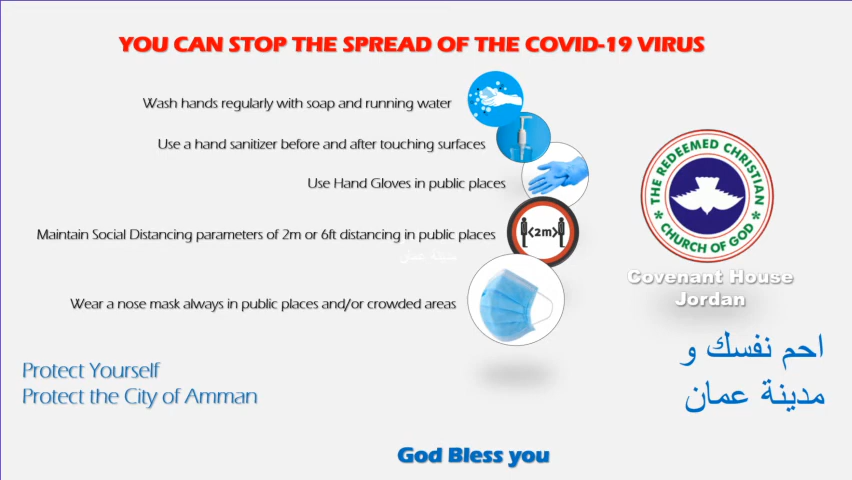 YOU CAN STOP THE SPREAD OF THE COVID-19 VIRUS
Wash hands regularly with soap and running water
Use a hand sanitizer before and after touching surfaces
Use Hand Gloves in public places
Maintain Social Distancing parameters of 2m or 6ft distancing in public places
<2m>
مدينة عمان
Wear a nose mask always in public places and/or crowded areas
THE REDEEMED CHRISTIAN
CHURCH OF GOD
Covenant House
Jordan
احم نفسك و
مدينة عمان
Protect Yourself
Protect the City of Amman
God Bless you